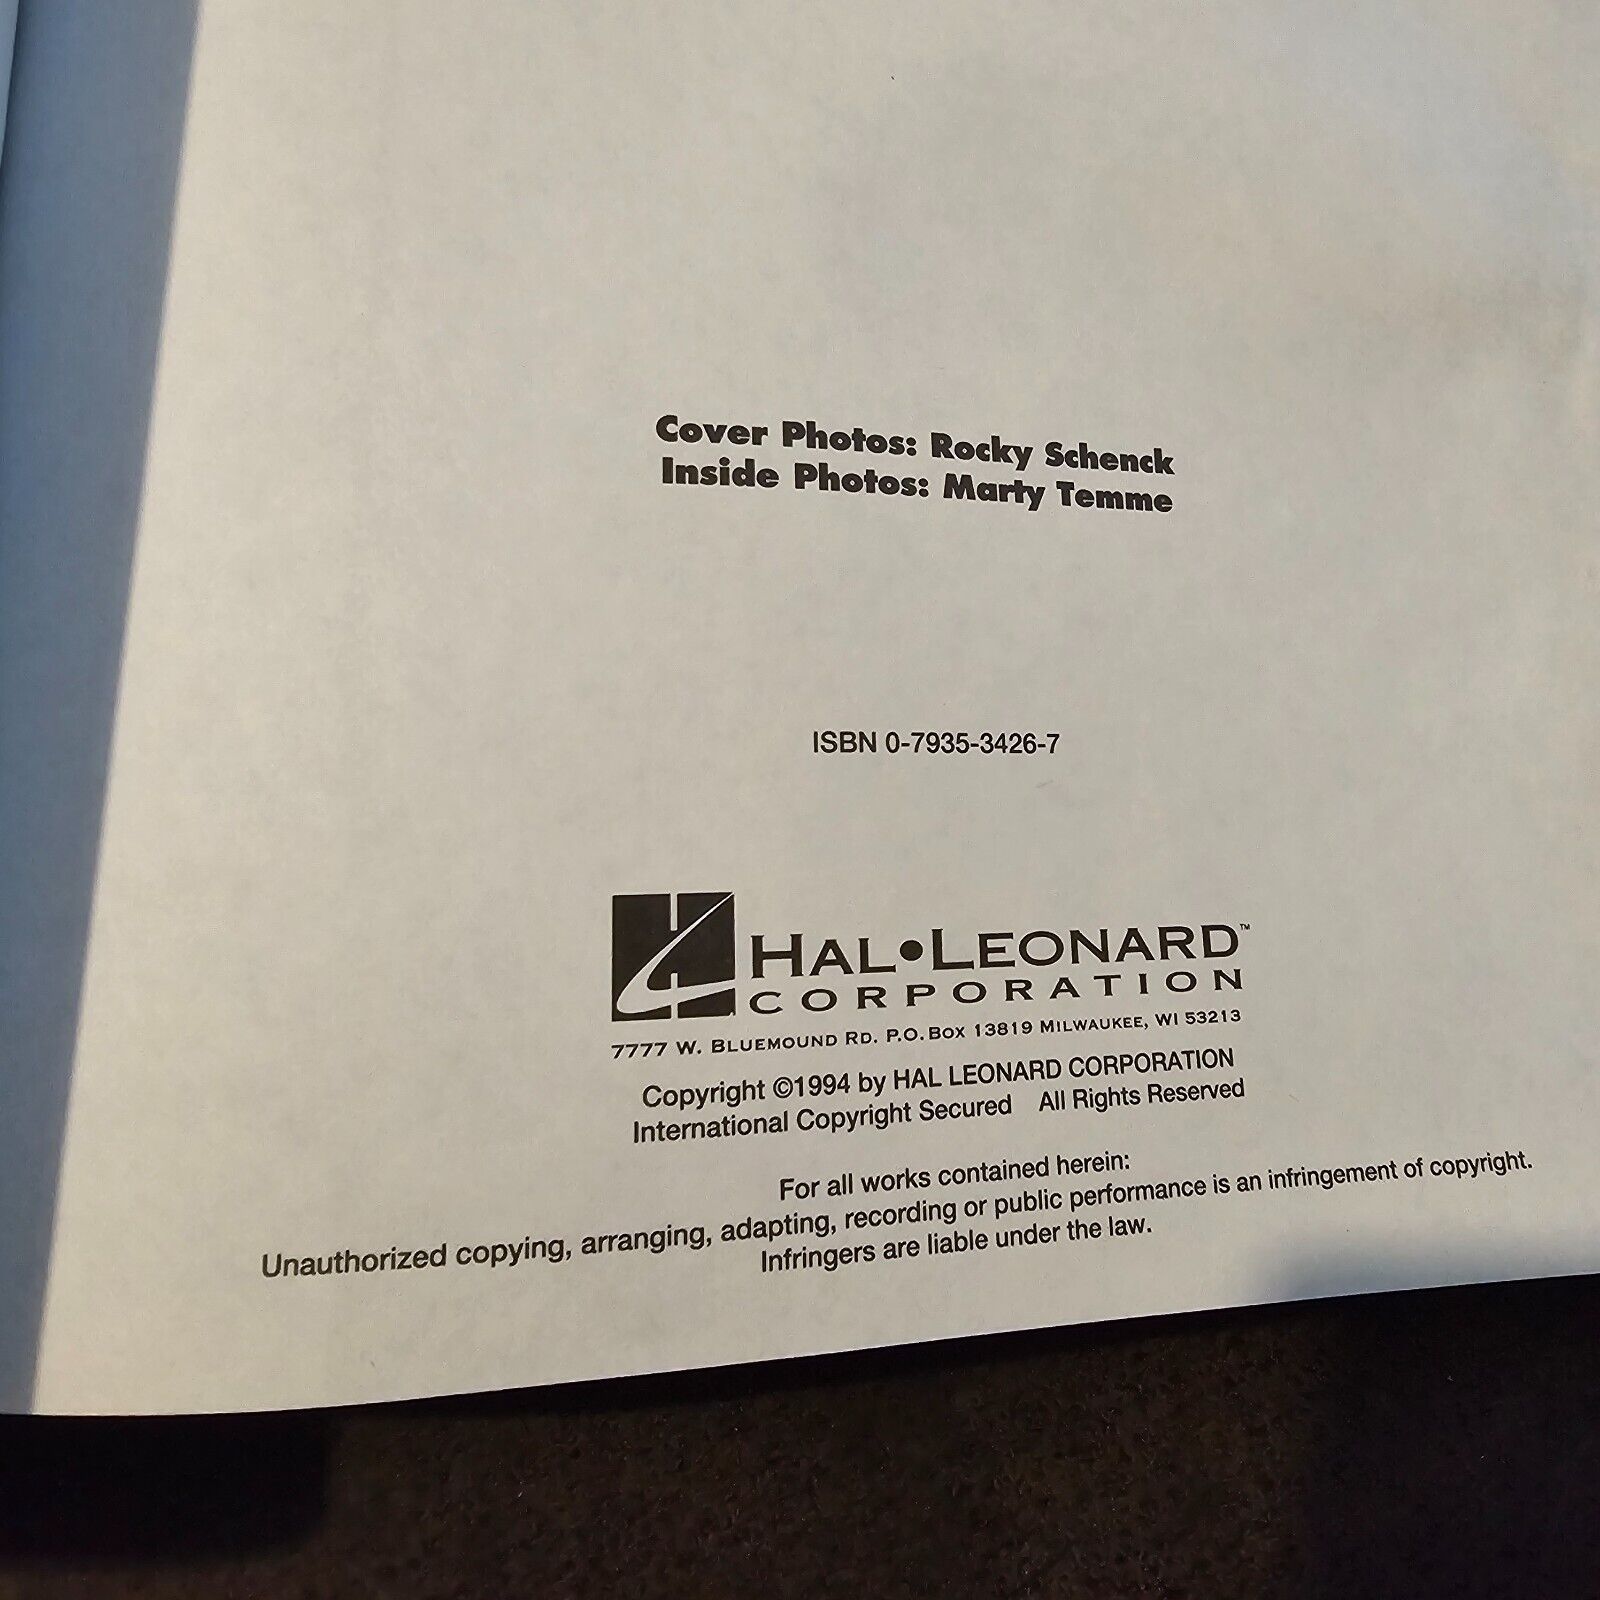 Cover Photos: Rocky Schenck
Inside Photos: Marty Temme
ISBN 0-7935-3426-7
HAL•LEONARD™
CORPORATION
7777 W. BLUEMOUND RD. P.O. BOX 13819 MILWAUKEE, WI 53213
Copyright ©1994 by HAL LEONARD CORPORATION
International Copyright Secured All Rights Reserved
For all works contained herein:
Unauthorized copying, arranging, adapting, recording or public performance is an infringement of copyright.
Infringers are liable under the law.